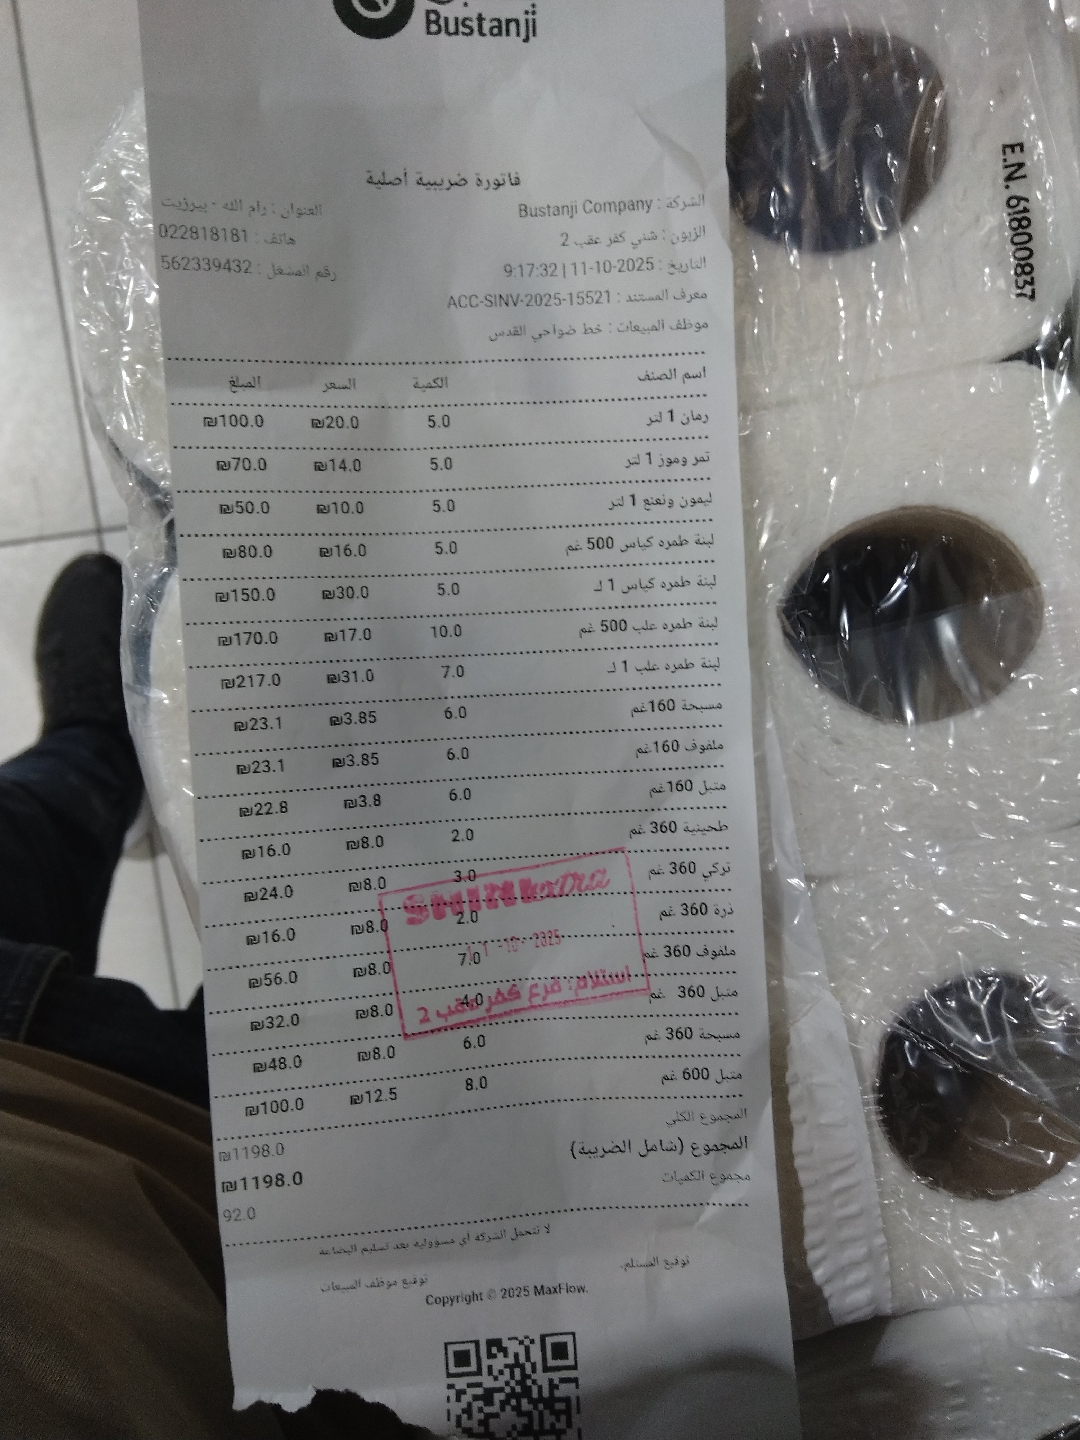 Bustanji
فاتورة ضريبية أصلية
الشركة : Bustanji Company
العنوان : رام الله - بيرزيت
الزبون : شني كفر عقب 2
هاتف : 022818181
التاريخ : 2025-10-11 | 9:17:32
رقم المشغل : 562339432
معرف المستند : ACC-SINV-2025-15521
موظف المبيعات : خط ضواحي القدس
اسم الصنف الكمية السعر المبلغ
رمان 1 لتر 5.0 ₪20.0 ₪100.0
تمر وموز 1 لتر 5.0 ₪14.0 ₪70.0
ليمون ونعنع 1 لتر 5.0 ₪10.0 ₪50.0
لبنة طمره كياس 500 غم 5.0 ₪16.0 ₪80.0
لبنة طمره كياس 1 ك 5.0 ₪30.0 ₪150.0
لبنة طمره علب 500 غم 10.0 ₪17.0 ₪170.0
لبنة طمره علب 1 ك 7.0 ₪31.0 ₪217.0
مسبحة 160غم 6.0 ₪3.85 ₪23.1
ملفوف 160غم 6.0 ₪3.85 ₪23.1
متبل 160غم 6.0 ₪3.8 ₪22.8
طحينية 360 غم 2.0 ₪8.0 ₪16.0
تركي 360 غم 3.0 ₪8.0 ₪24.0
ذرة 360 غم 2.0 ₪8.0 ₪16.0
ملفوف 360 غم 7.0 ₪8.0 ₪56.0
متبل 360 غم 4.0 ₪8.0 ₪32.0
مسبحة 360 غم 6.0 ₪8.0 ₪48.0
متبل 600 غم 8.0 ₪12.5 ₪100.0
المجموع الكلي ₪1198.0
المجموع (شامل الضريبة) ₪1198.0
مجموع الكميات 92.0
لا تتحمل الشركة أي مسؤولية بعد تسليم البضاعة
توقيع المستلم.
توقيع موظف المبيعات
Copyright © 2025 MaxFlow.
SHINI extra
11 -10- 2025
استلام: فرع كفر عقب 2
E.N. 61800837